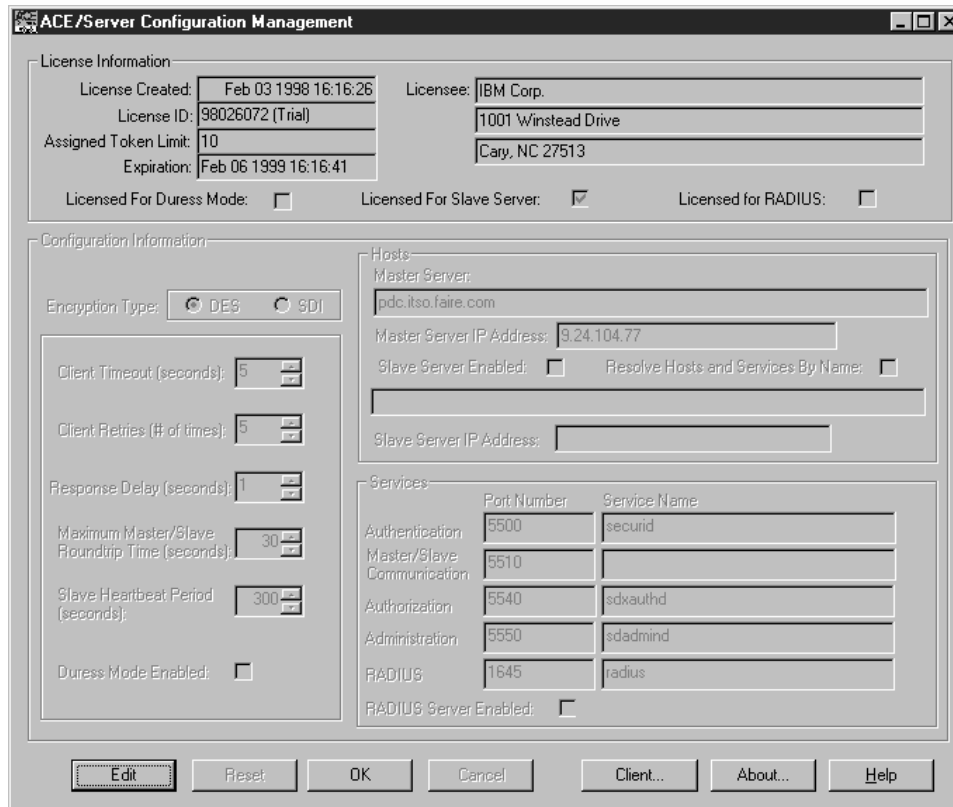 ACE/Server Configuration Management
License Information
License Created: Feb 03 1998 16:16:26
License ID: 98026072 (Trial)
Assigned Token Limit: 10
Expiration: Feb 06 1999 16:16:41
Licensee: IBM Corp.
1001 Winstead Drive
Cary, NC 27513
Licensed For Duress Mode:
Licensed For Slave Server:
Licensed for RADIUS:
Configuration Information
Encryption Type: DES SDI
Client Timeout (seconds): 5
Client Retries (# of times): 5
Response Delay (seconds): 1
Maximum Master/Slave
Roundtrip Time (seconds): 30
Slave Heartbeat Period
(seconds): 300
Duress Mode Enabled:
Hosts
Master Server:
pdc.itso.faire.com
Master Server IP Address: 9.24.104.77
Slave Server Enabled: Resolve Hosts and Services By Name:
Slave Server IP Address:
Services
Port Number Service Name
Authentication 5500 securid
Master/Slave
Communication 5510
Authorization 5540 sdxauthd
Administration 5550 sdadmind
RADIUS 1645 radius
RADIUS Server Enabled:
Edit Reset OK Cancel Client... About... Help